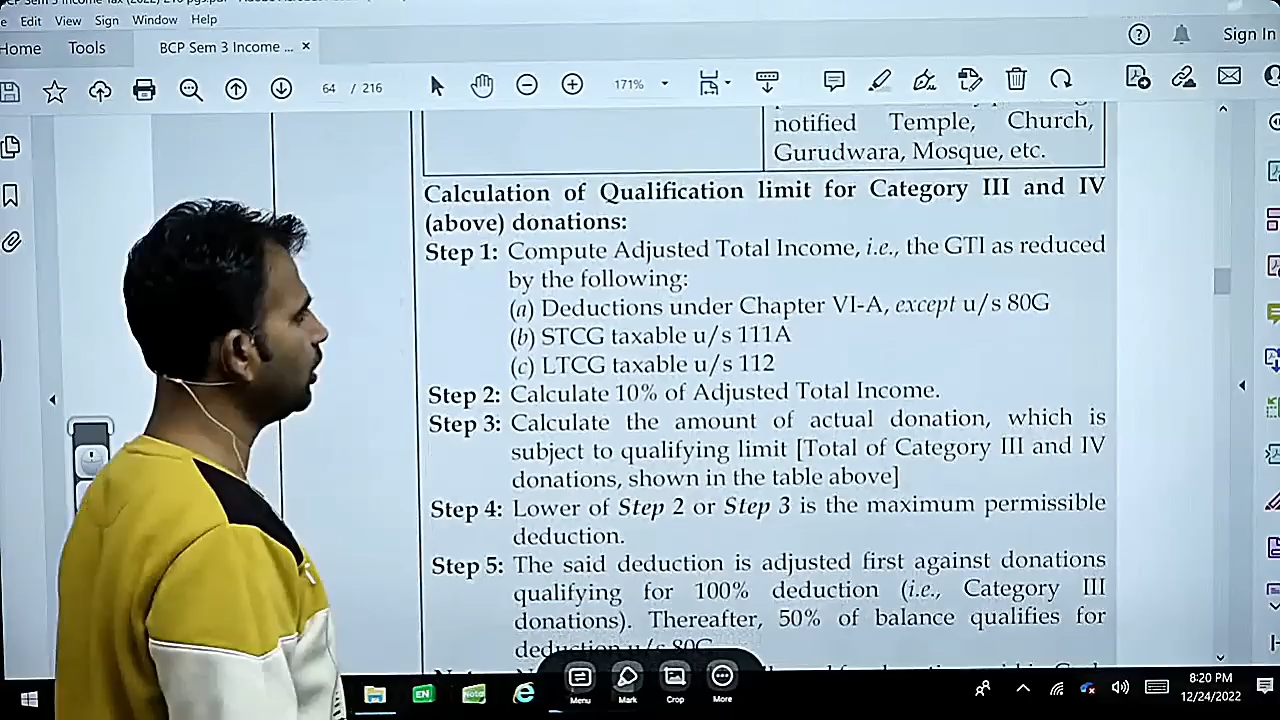 Edit View Sign Window Help
Home Tools BCP Sem 3 Income ... × Sign In
64 / 216 171%
notified Temple, Church,
Gurudwara, Mosque, etc.
Calculation of Qualification limit for Category III and IV
(above) donations:
Step 1: Compute Adjusted Total Income, i.e., the GTI as reduced
by the following:
(a) Deductions under Chapter VI-A, except u/s 80G
(b) STCG taxable u/s 111A
(c) LTCG taxable u/s 112
Step 2: Calculate 10% of Adjusted Total Income.
Step 3: Calculate the amount of actual donation, which is
subject to qualifying limit [Total of Category III and IV
donations, shown in the table above]
Step 4: Lower of Step 2 or Step 3 is the maximum permissible
deduction.
Step 5: The said deduction is adjusted first against donations
qualifying for 100% deduction (i.e., Category III
donations). Thereafter, 50% of balance qualifies for
deduction u/s 80G
Menu Mark Crop More
EN
8:20 PM
12/24/2022